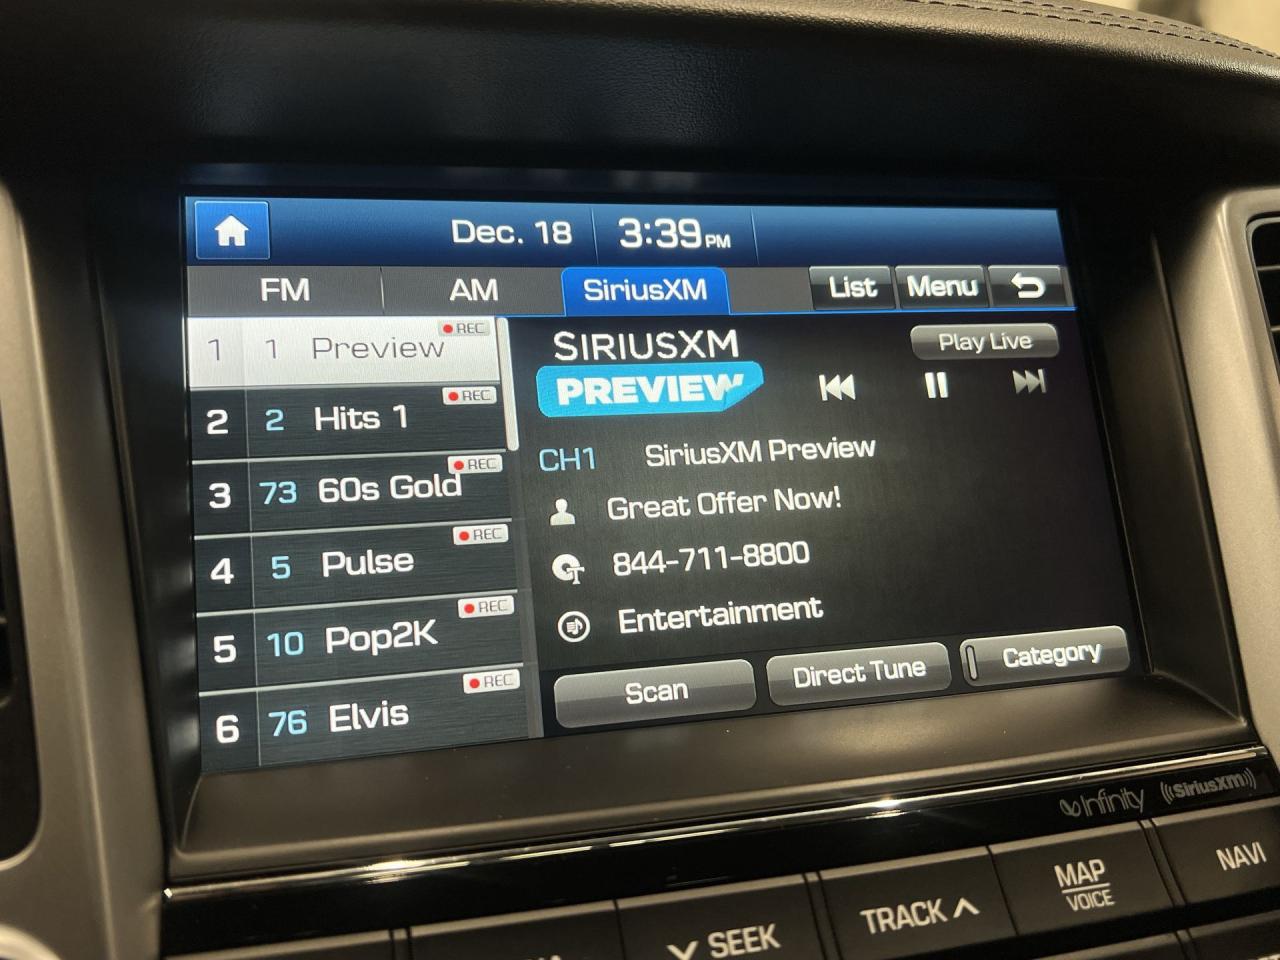 Dec. 18 3:39 PM
FM AM SiriusXM List Menu
1 1 Preview REC
2 2 Hits 1 REC
3 73 60s Gold REC
4 5 Pulse REC
5 10 Pop2K REC
6 76 Elvis REC
SIRIUSXM
PREVIEW
Play Live
CH1 SiriusXM Preview
Great Offer Now!
844-711-8800
Entertainment
Scan Direct Tune Category
Infinity ((SiriusXM))
SEEK TRACK MAP
VOICE NAVI